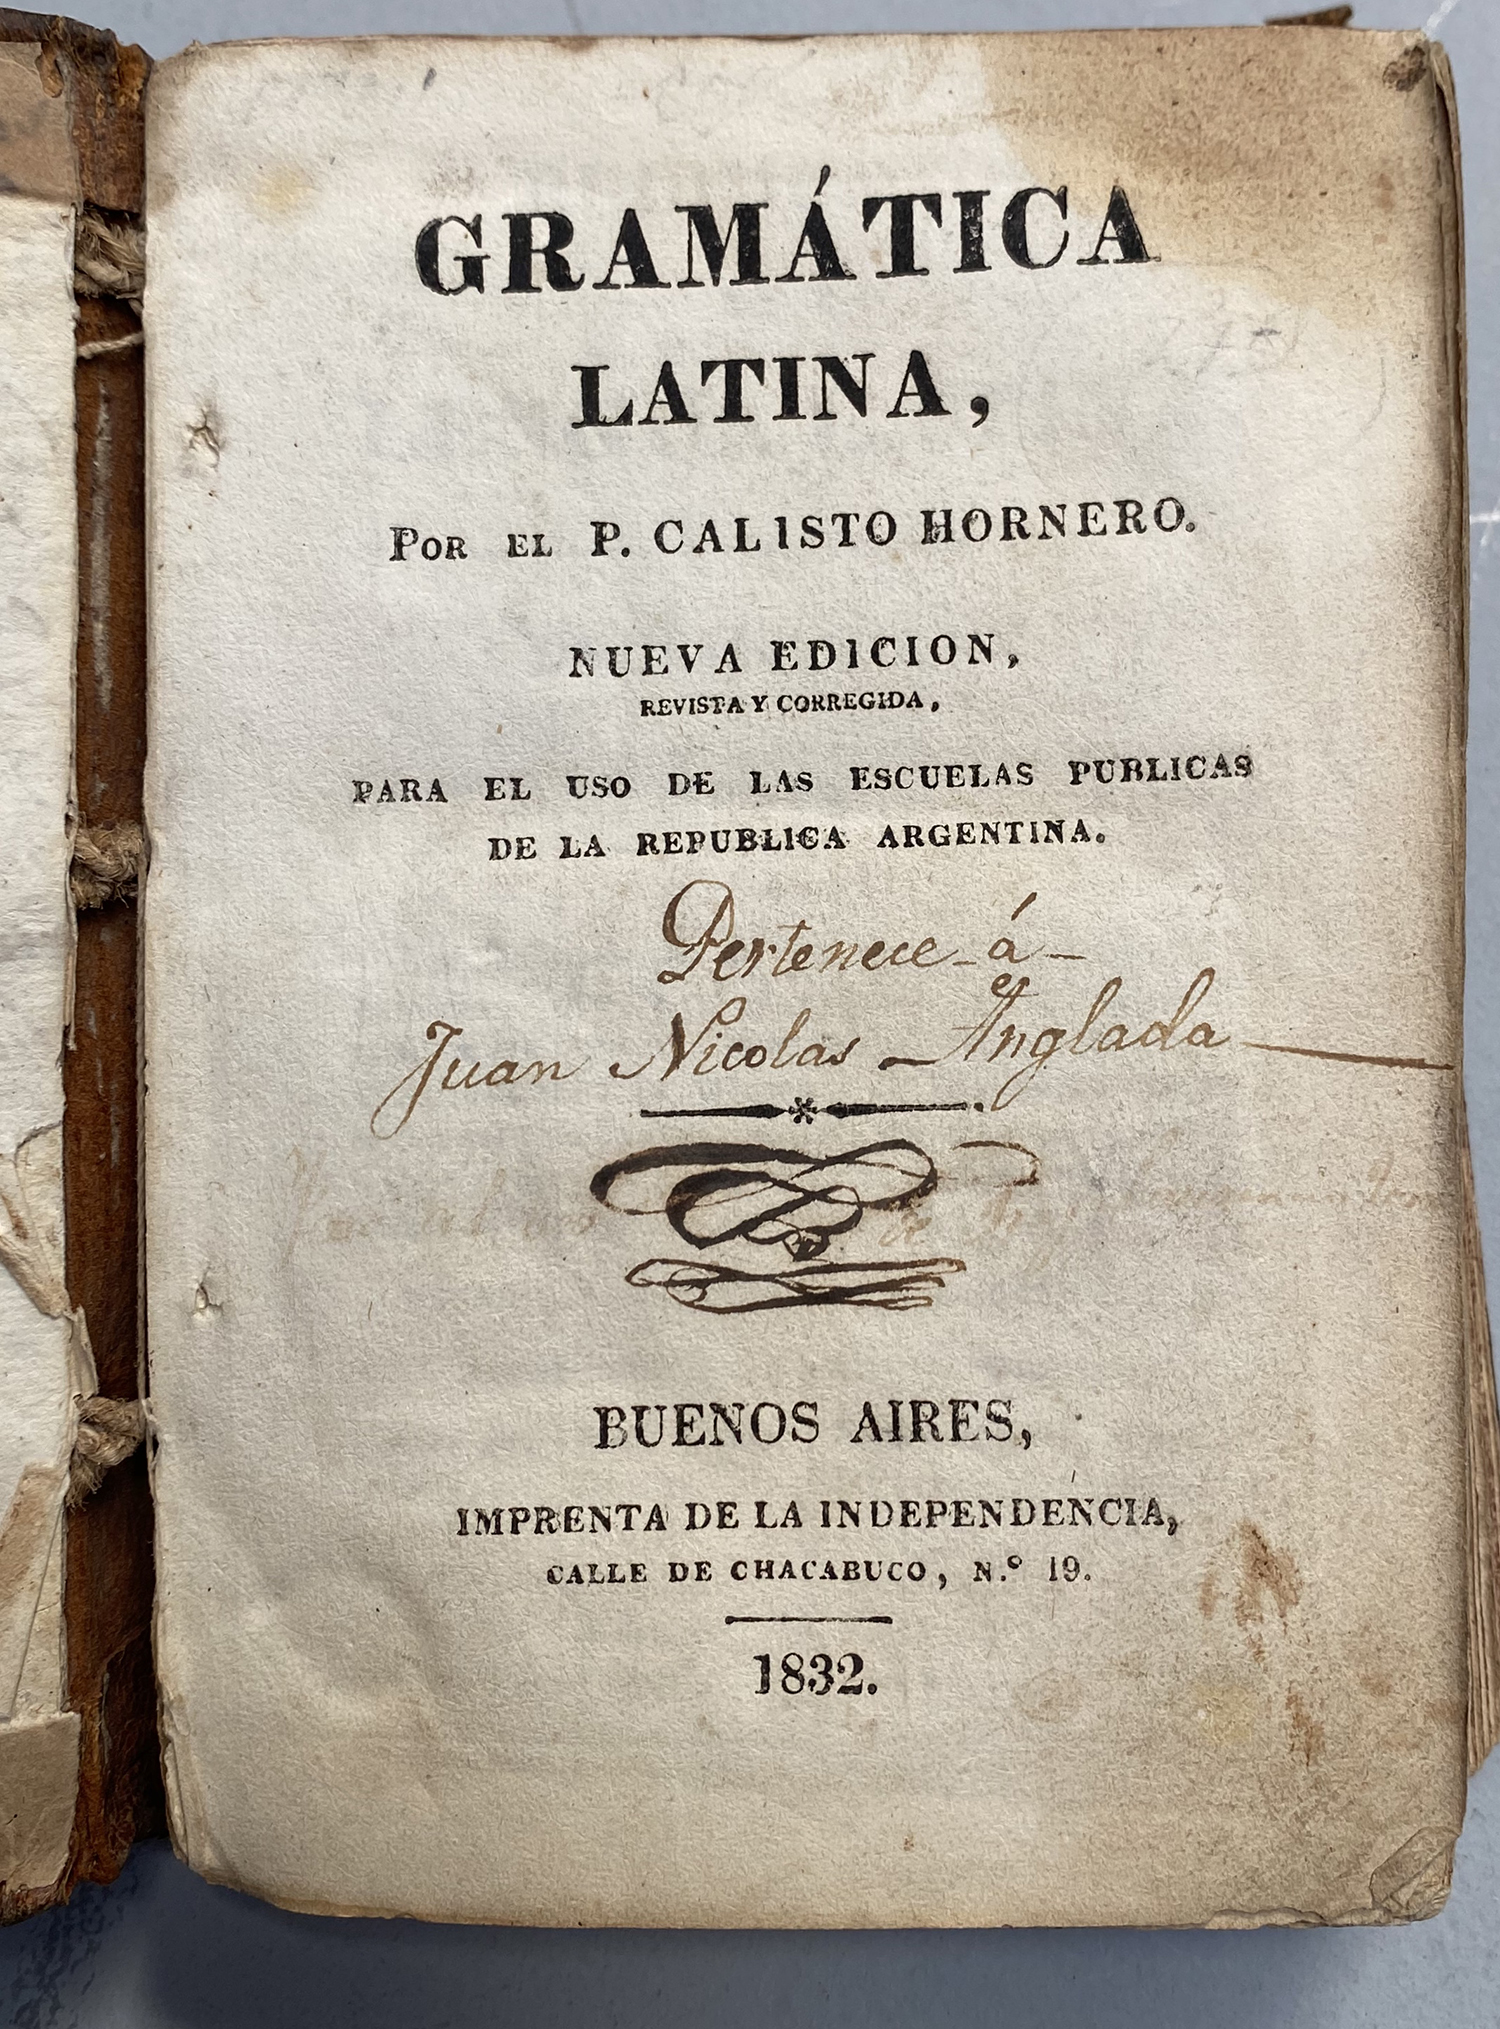 GRAMÁTICA
LATINA,
POR EL P. CALISTO HORNERO.
NUEVA EDICION,
REVISTA Y CORREGIDA,
PARA EL USO DE LAS ESCUELAS PUBLICAS
DE LA REPUBLICA ARGENTINA.
Pertenece - á -
Juan Nicolas - Anglada
BUENOS AIRES,
IMPRENTA DE LA INDEPENDENCIA,
CALLE DE CHACABUCO, N.º 19.
1832.